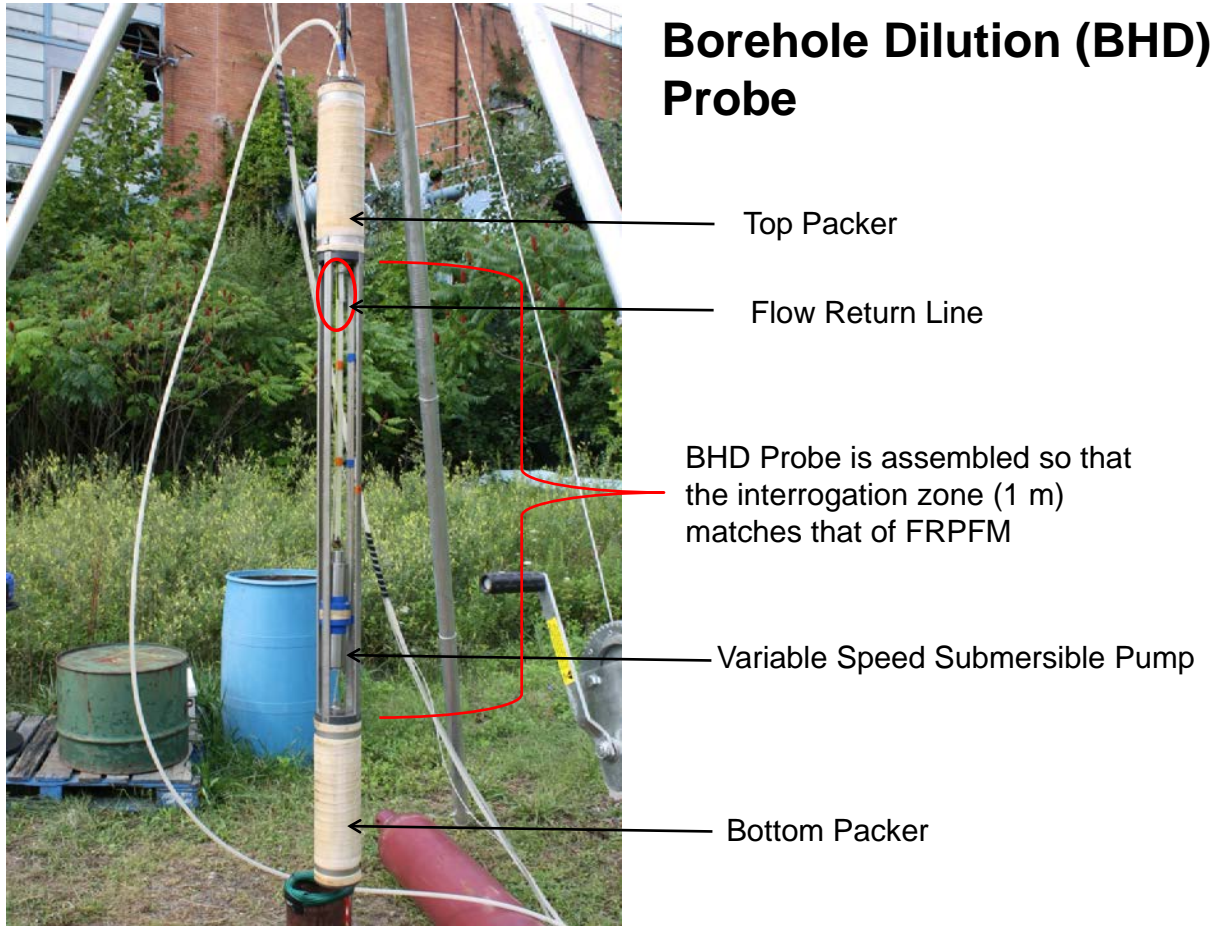 Borehole Dilution (BHD)
Probe
Top Packer
Flow Return Line
BHD Probe is assembled so that
the interrogation zone (1 m)
matches that of FRPFM
Variable Speed Submersible Pump
Bottom Packer